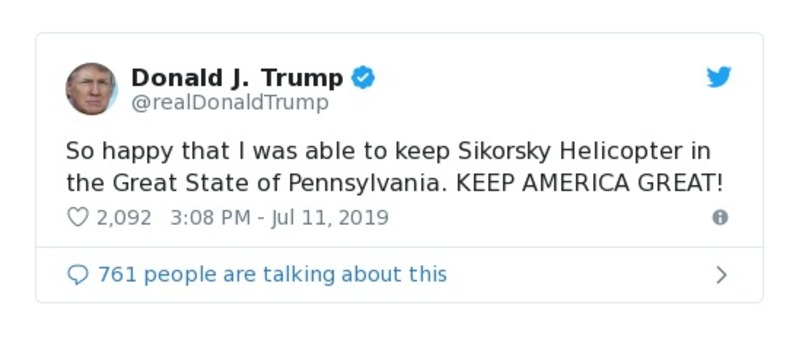 Donald J. Trump
@realDonaldTrump
So happy that I was able to keep Sikorsky Helicopter in
the Great State of Pennsylvania. KEEP AMERICA GREAT!
2,092 3:08 PM - Jul 11, 2019
761 people are talking about this